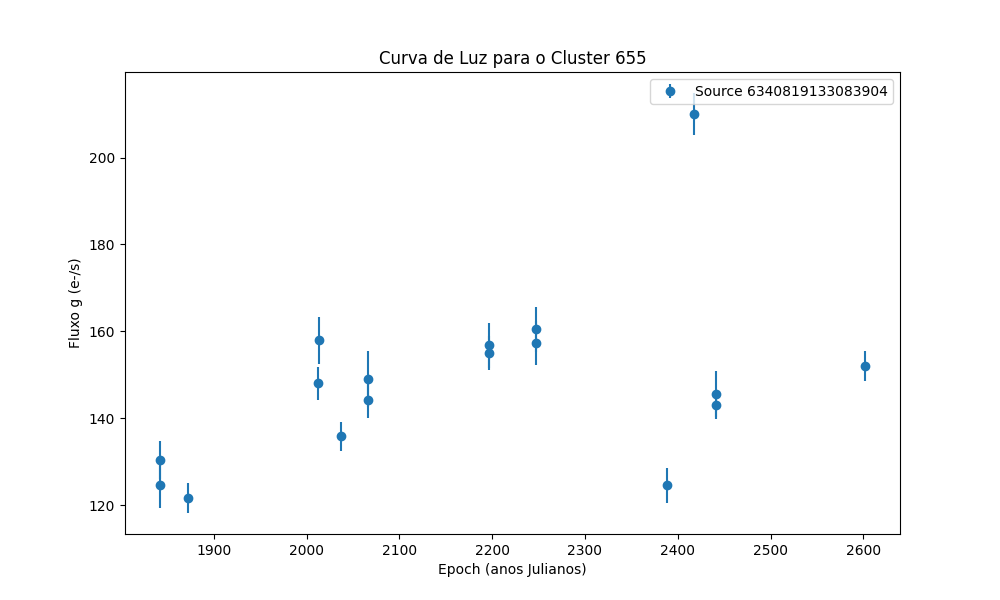 Curva de Luz para o Cluster 655
Source 6340819133083904
Fluxo g (e-/s)
200
180
160
140
120
1900 2000 2100 2200 2300 2400 2500 2600
Epoch (anos Julianos)